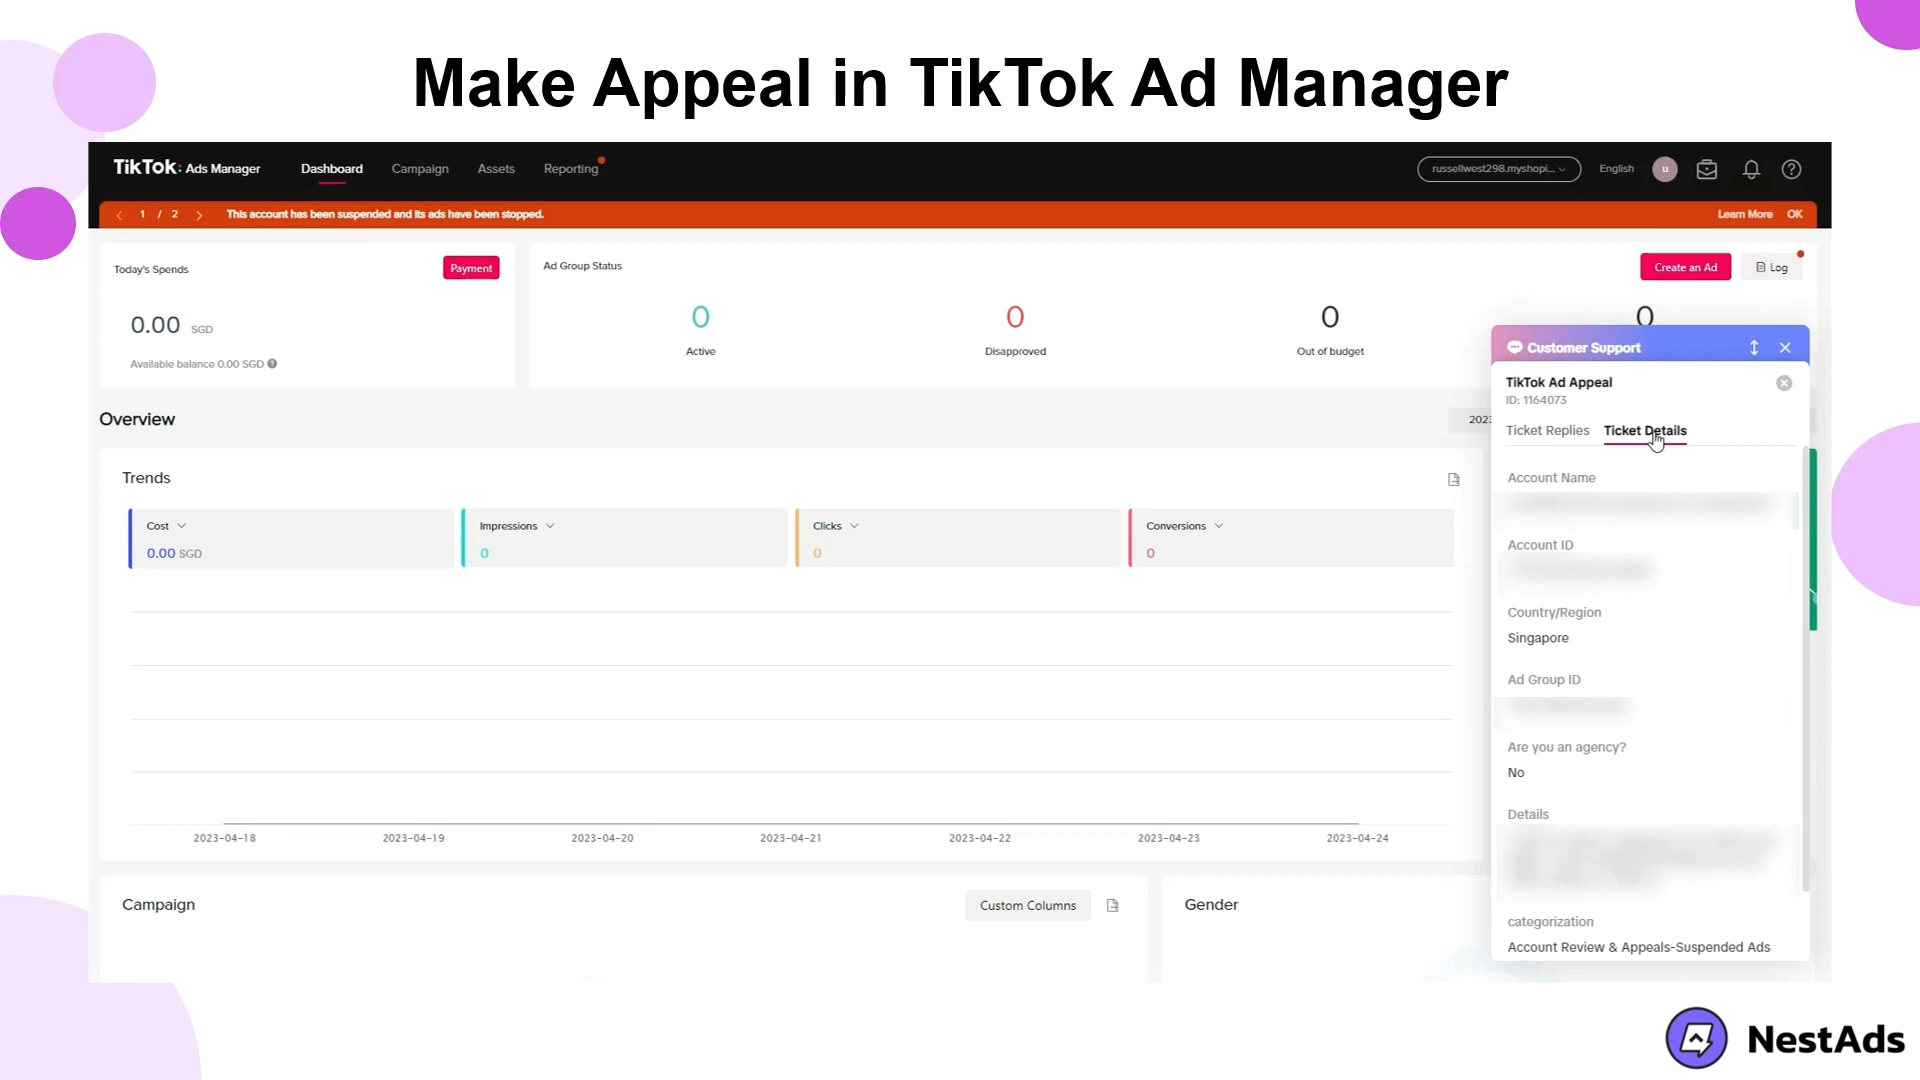 Make Appeal in TikTok Ad Manager
TikTok: Ads Manager
Dashboard
Campaign
Assets
Reporting
russellwest298.myshopi...
English
u
1 / 2
This account has been suspended and its ads have been stopped.
Learn More
OK
Today's Spends
Payment
0.00 SGD
Available balance 0.00 SGD
Ad Group Status
Create an Ad
Log
0
Active
0
Disapproved
0
Out of budget
0
Overview
2023
Trends
Cost
0.00 SGD
Impressions
0
Clicks
0
Conversions
0
2023-04-18
2023-04-19
2023-04-20
2023-04-21
2023-04-22
2023-04-23
2023-04-24
Campaign
Custom Columns
Gender
Customer Support
TikTok Ad Appeal
ID: 1164073
Ticket Replies
Ticket Details
Account Name
Account ID
Country/Region
Singapore
Ad Group ID
Are you an agency?
No
Details
categorization
Account Review & Appeals-Suspended Ads
NestAds